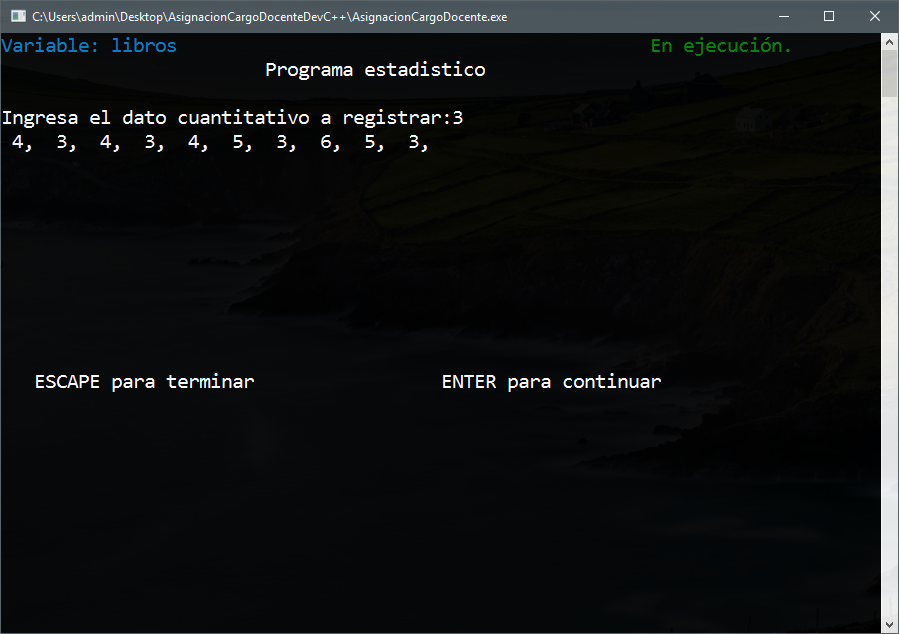 C:\Users\admin\Desktop\AsignacionCargoDocenteDevC++\AsignacionCargoDocente.exe
Variable: libros En ejecución.
Programa estadistico
Ingresa el dato cuantitativo a registrar:3
4, 3, 4, 3, 4, 5, 3, 6, 5, 3,
ESCAPE para terminar ENTER para continuar